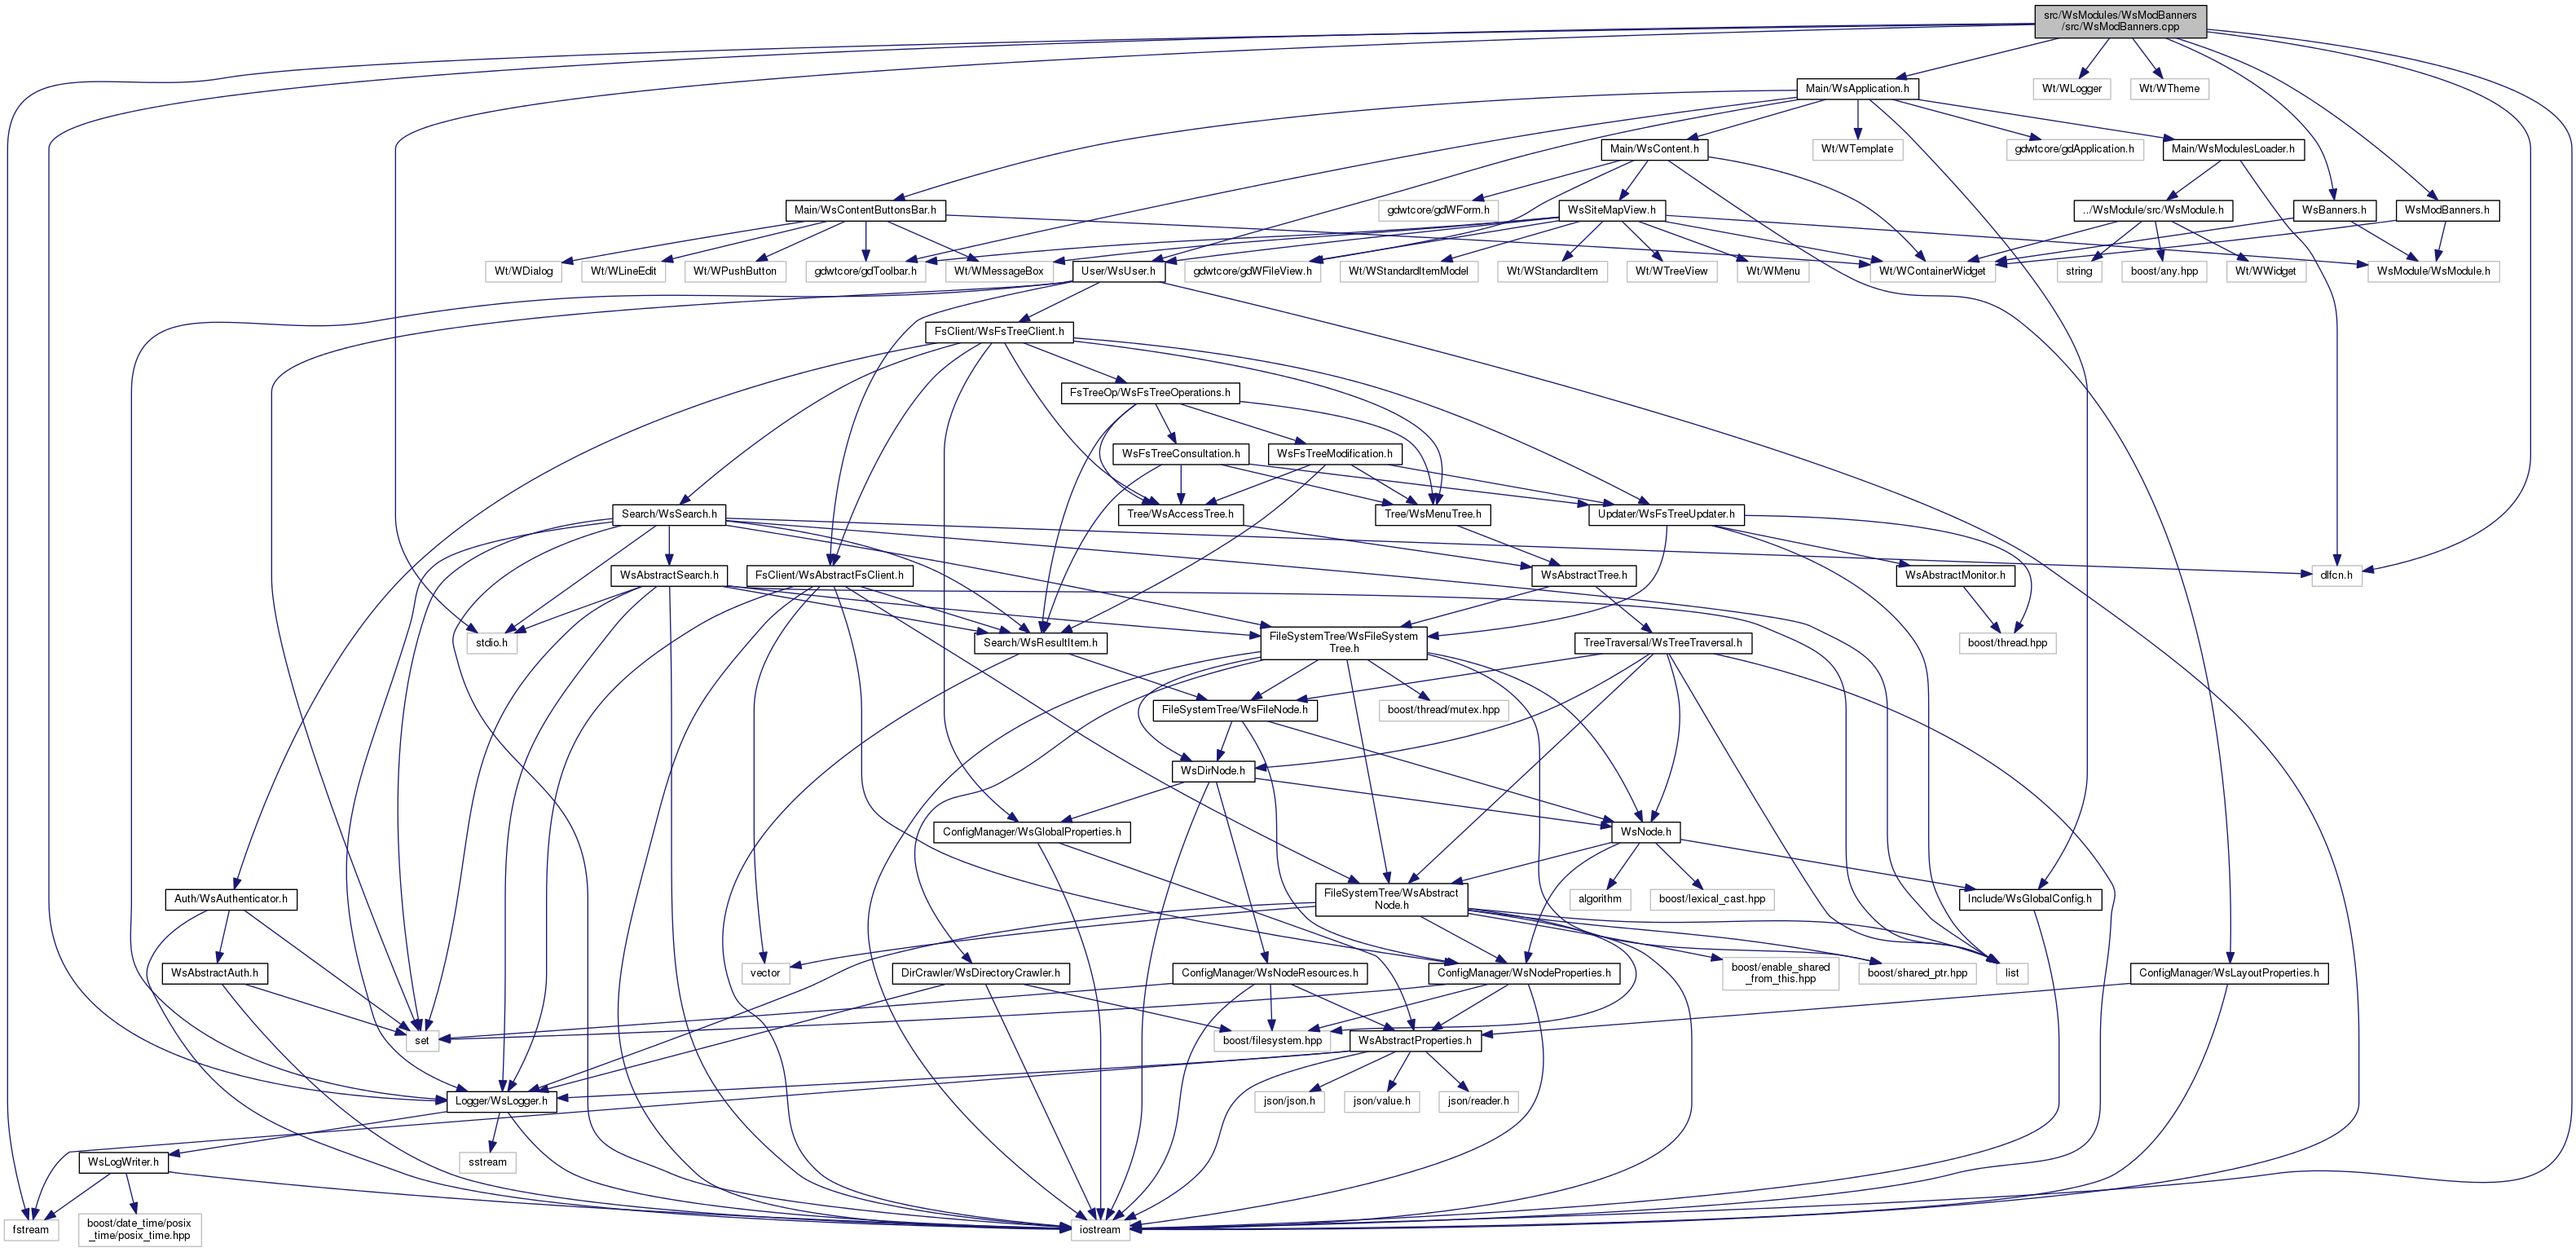 src/WsModules/WsModBanners
/src/WsModBanners.cpp
Main/WsApplication.h
Wt/WLogger
Wt/WTheme
Main/WsContent.h
Wt/WTemplate
gdwtcore/gdApplication.h
Main/WsModulesLoader.h
Main/WsContentButtonsBar.h
gdwtcore/gdWForm.h
WsSiteMapView.h
../WsModule/src/WsModule.h
WsBanners.h
WsModBanners.h
Wt/WDialog
Wt/WLineEdit
Wt/WPushButton
gdwtcore/gdToolbar.h
Wt/WMessageBox
User/WsUser.h
gdwtcore/gdWFileView.h
Wt/WStandardItemModel
Wt/WStandardItem
Wt/WTreeView
Wt/WMenu
Wt/WContainerWidget
string
boost/any.hpp
Wt/WWidget
WsModule/WsModule.h
FsClient/WsFsTreeClient.h
FsTreeOp/WsFsTreeOperations.h
WsFsTreeConsultation.h
WsFsTreeModification.h
Search/WsSearch.h
Tree/WsAccessTree.h
Tree/WsMenuTree.h
Updater/WsFsTreeUpdater.h
WsAbstractSearch.h
FsClient/WsAbstractFsClient.h
WsAbstractTree.h
WsAbstractMonitor.h
dlfcn.h
stdio.h
Search/WsResultItem.h
FileSystemTree/WsFileSystem
Tree.h
TreeTraversal/WsTreeTraversal.h
boost/thread.hpp
FileSystemTree/WsFileNode.h
boost/thread/mutex.hpp
WsDirNode.h
ConfigManager/WsGlobalProperties.h
WsNode.h
Auth/WsAuthenticator.h
FileSystemTree/WsAbstract
Node.h
algorithm
boost/lexical_cast.hpp
Include/WsGlobalConfig.h
WsAbstractAuth.h
vector
DirCrawler/WsDirectoryCrawler.h
ConfigManager/WsNodeResources.h
ConfigManager/WsNodeProperties.h
boost/enable_shared
_from_this.hpp
boost/shared_ptr.hpp
list
ConfigManager/WsLayoutProperties.h
set
boost/filesystem.hpp
WsAbstractProperties.h
Logger/WsLogger.h
json/json.h
json/value.h
json/reader.h
WsLogWriter.h
sstream
fstream
boost/date_time/posix
_time/posix_time.hpp
iostream